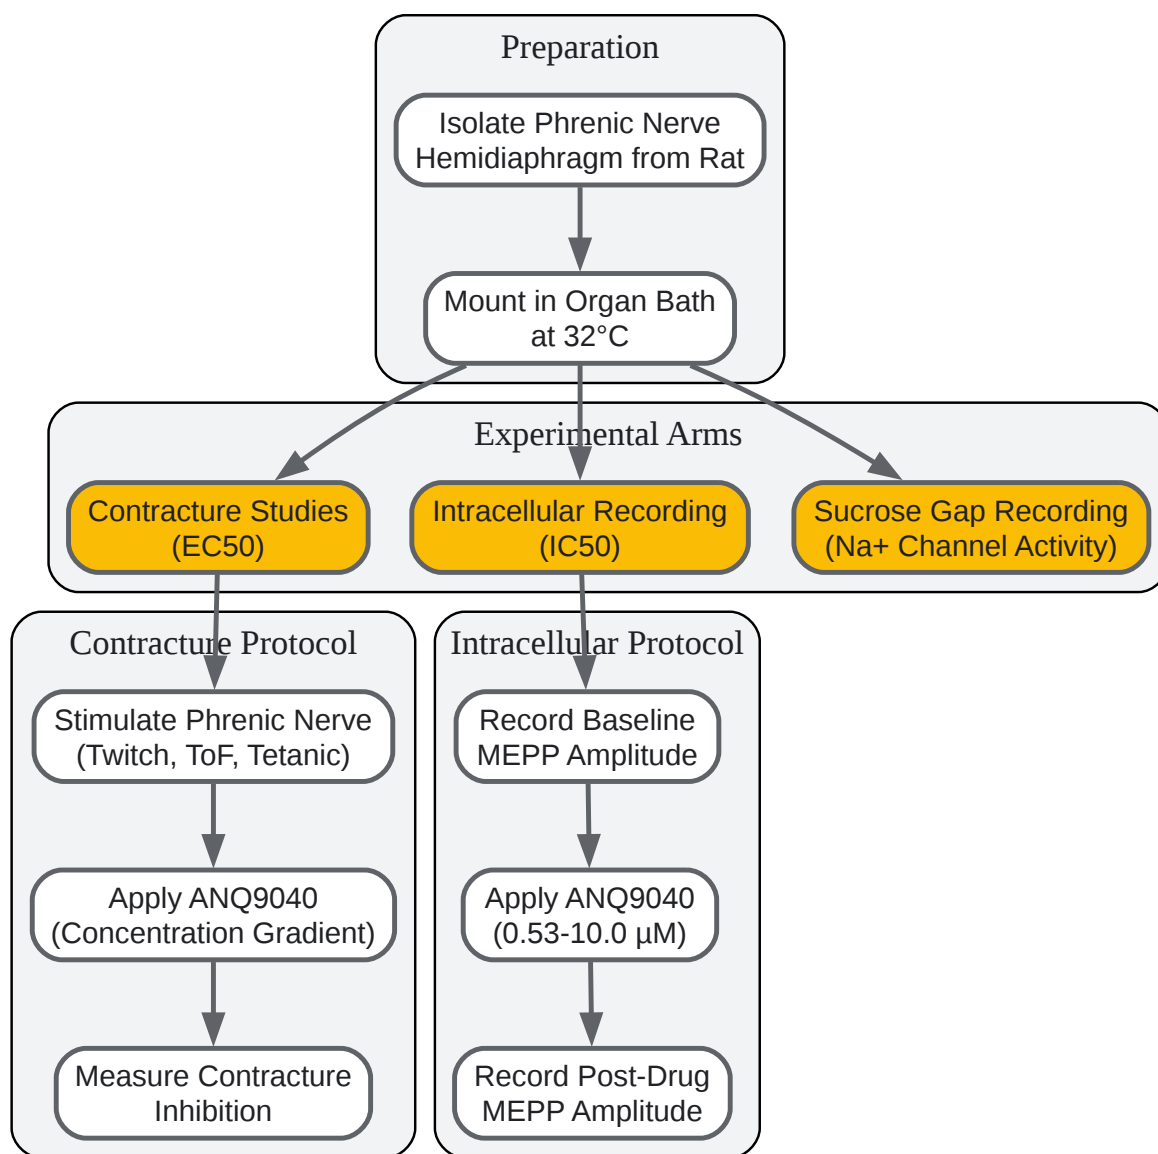 Preparation
Isolate Phrenic Nerve
Hemidiaphragm from Rat
Mount in Organ Bath
at 32°C
Experimental Arms
Contracture Studies
(EC50)
Intracellular Recording
(IC50)
Sucrose Gap Recording
(Na+ Channel Activity)
Contracture Protocol
Stimulate Phrenic Nerve
(Twitch, ToF, Tetanic)
Apply ANQ9040
(Concentration Gradient)
Measure Contracture
Inhibition
Intracellular Protocol
Record Baseline
MEPP Amplitude
Apply ANQ9040
(0.53-10.0 µM)
Record Post-Drug
MEPP Amplitude